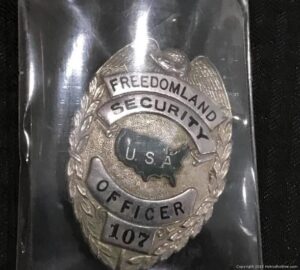 FREEDOMLAND
SECURITY
U.S.A
OFFICER
107